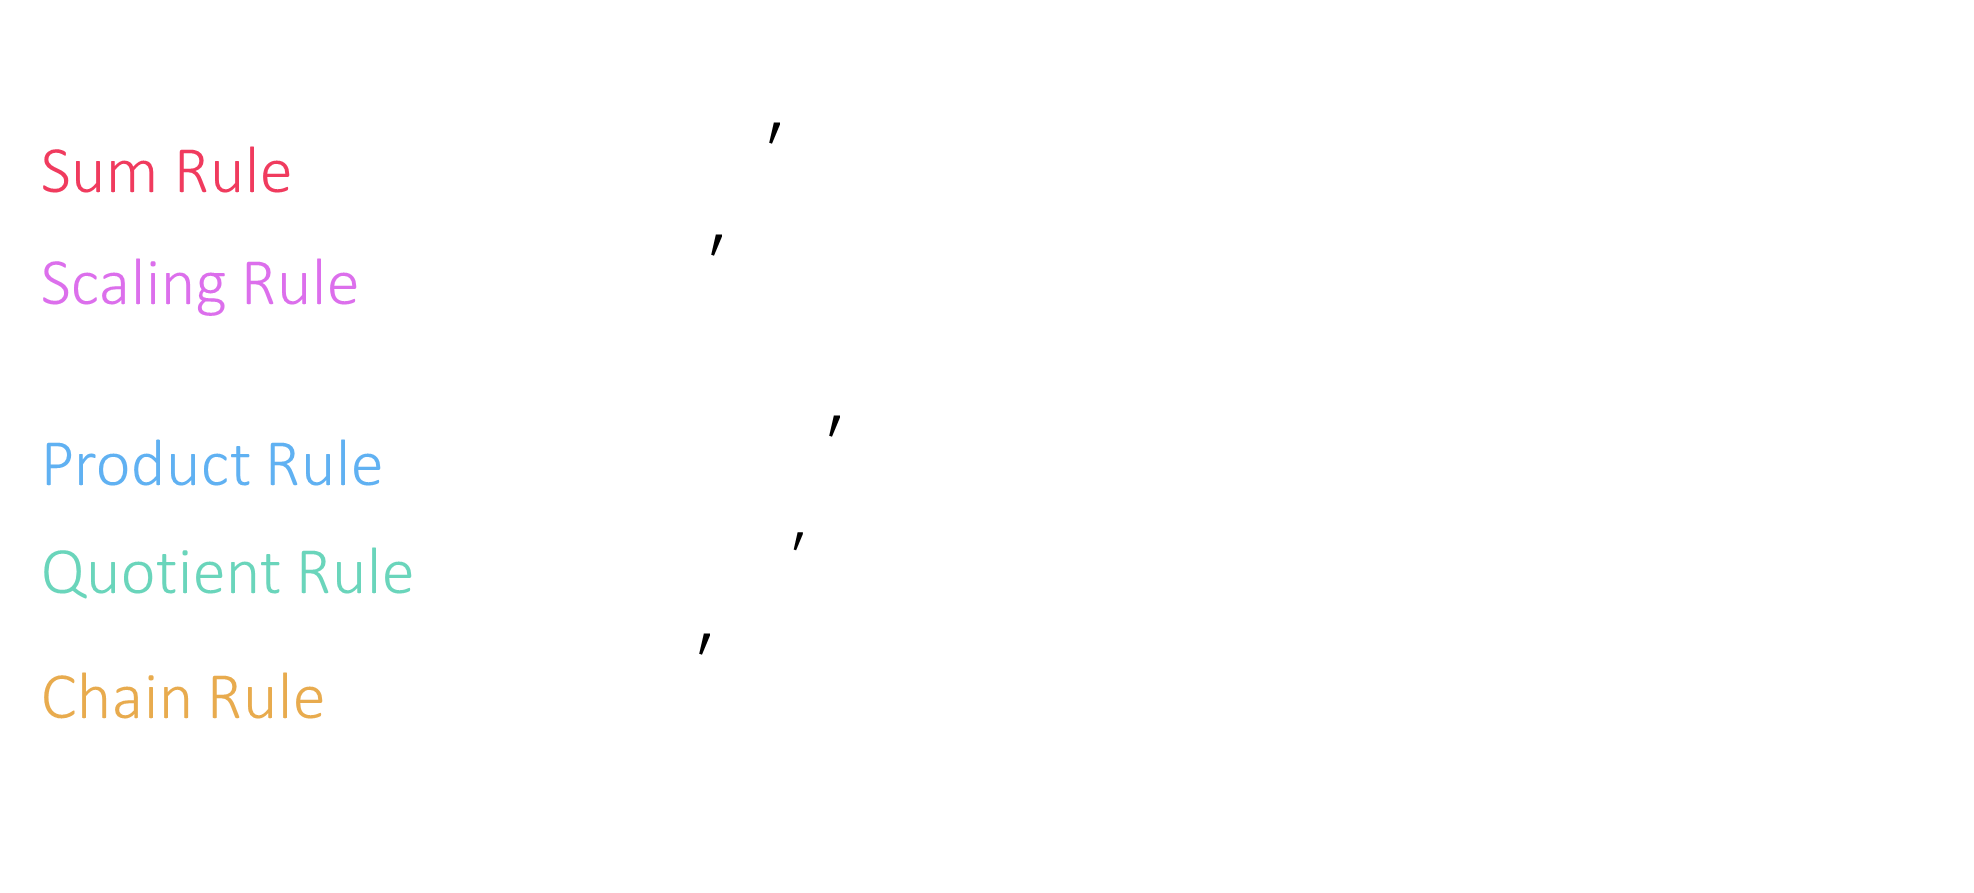 ′
Sum Rule
′
Scaling Rule
′
Product Rule
′
Quotient Rule
′
Chain Rule